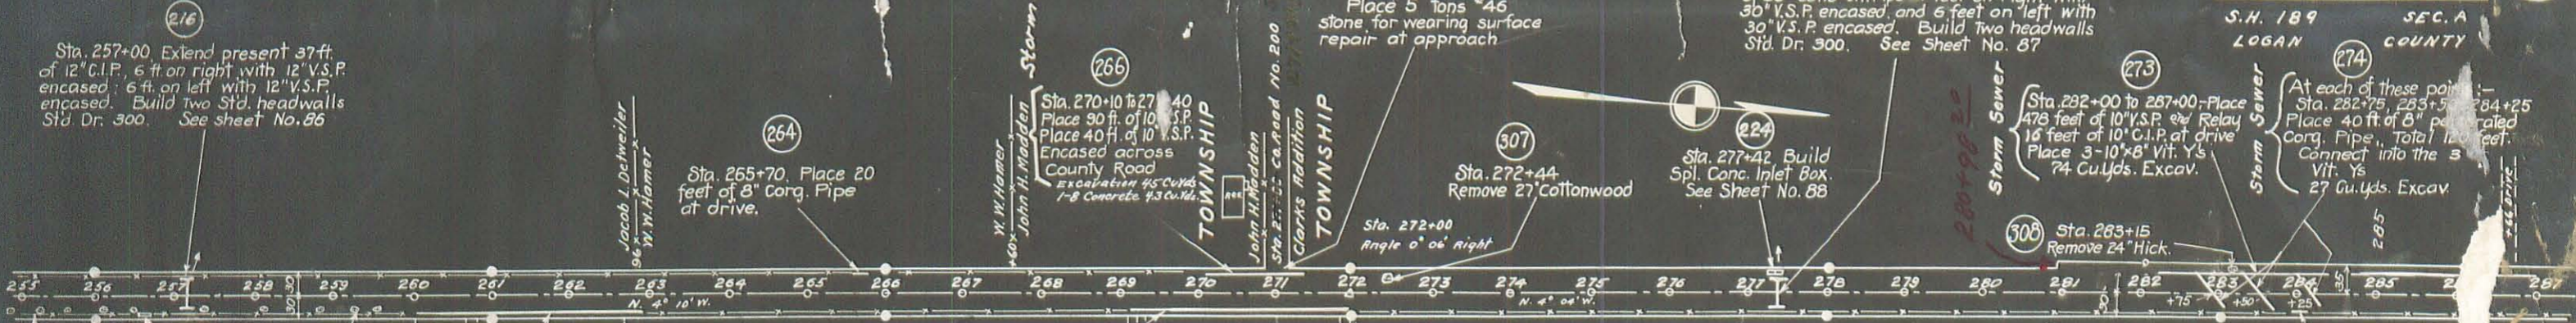 216
Sta. 257+00, Extend present 37 ft.
of 12" C.I.P., 6 ft. on right with 12" V.S.P.
encased; 6 ft. on left with 12" V.S.P.
encased. Build Two Std. headwalls
Std. Dr. 300. See sheet No. 86
Jacob L. Detweiler
W.W. Hamer
96
264
Sta. 265+70, Place 20
feet of 8" Corg. Pipe
at drive.
W.W. Hamer
John H. Madden
+60
Storm
266
Sta. 270+10 to 27 40
Place 90 ft. of 10" V.S.P.
Place 40 ft. of 10" V.S.P.
Encased across
County Road
Excavation 45 Cu.Yds.
1-8 Concrete 4.3 Cu.Yds.
TOWNSHIP
John H. Madden
Co. Road No. 200
Clarks Addition
TOWNSHIP
Place 5 Tons #46
stone for wearing surface
repair at approach
Sta. 272+00
Angle 0° 06' Right
307
Sta. 272+44
Remove 27" Cottonwood
30" V.S.P. encased, and 6 feet on left with
30" V.S.P. encased. Build Two headwalls
Std. Dr. 300. See Sheet No. 87
224
Sta. 277+42 Build
Spl. Conc. Inlet Box.
See Sheet No. 88
280+98
S.H. 189 SEC. A
LOGAN COUNTY
Storm Sewer
273
Sta. 282+00 to 287+00,-Place
478 feet of 10" V.S.P. and Relay
16 feet of 10" C.I.P. at drive
Place 3-10"x8" Vit. Y's
74 Cu.yds. Excav.
308
Sta. 283+15
Remove 24" Hick.
Storm Sewer
274
At each of these points:-
Sta. 282+75, 283+50, 284+25
Place 40 ft of 8" perforated
Corg. Pipe, Total 120 feet.
Connect into the 3
Vit. Ys
27 Cu.yds. Excav.
285
+66 Drive
255 256 257 258 259 260 261 262 263 264 265 266 267 268 269 270 271 272 273 274 275 276 277 278 279 280 281 282 283 284 285 287
30' 30'
N. 4° 10' W.
N. 4° 04' W.
30'
+75
+50
+25
35